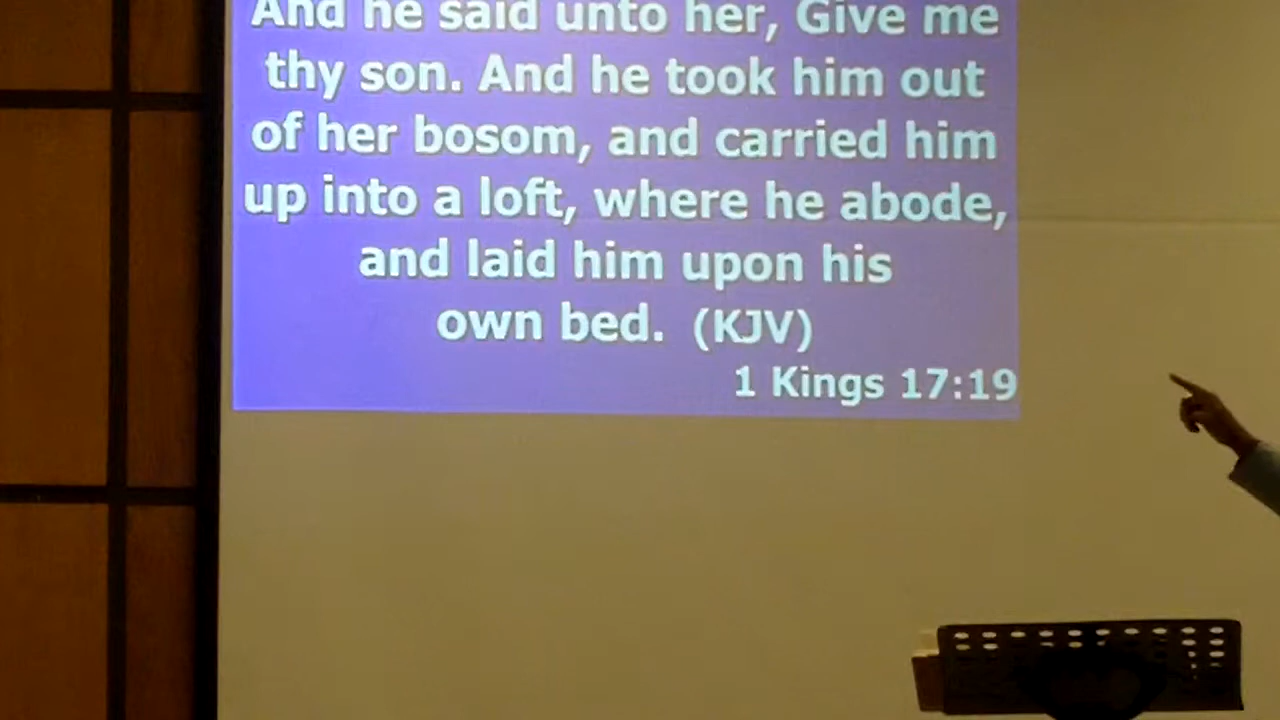 And he said unto her, Give me
thy son. And he took him out
of her bosom, and carried him
up into a loft, where he abode,
and laid him upon his
own bed. (KJV)
1 Kings 17:19